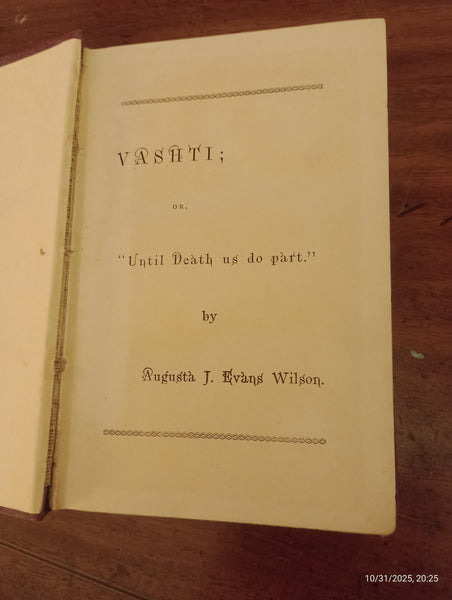 VASHTI;
OR,
"Until Death us do part."
by
Augusta J. Evans Wilson.
10/31/2025, 20:25